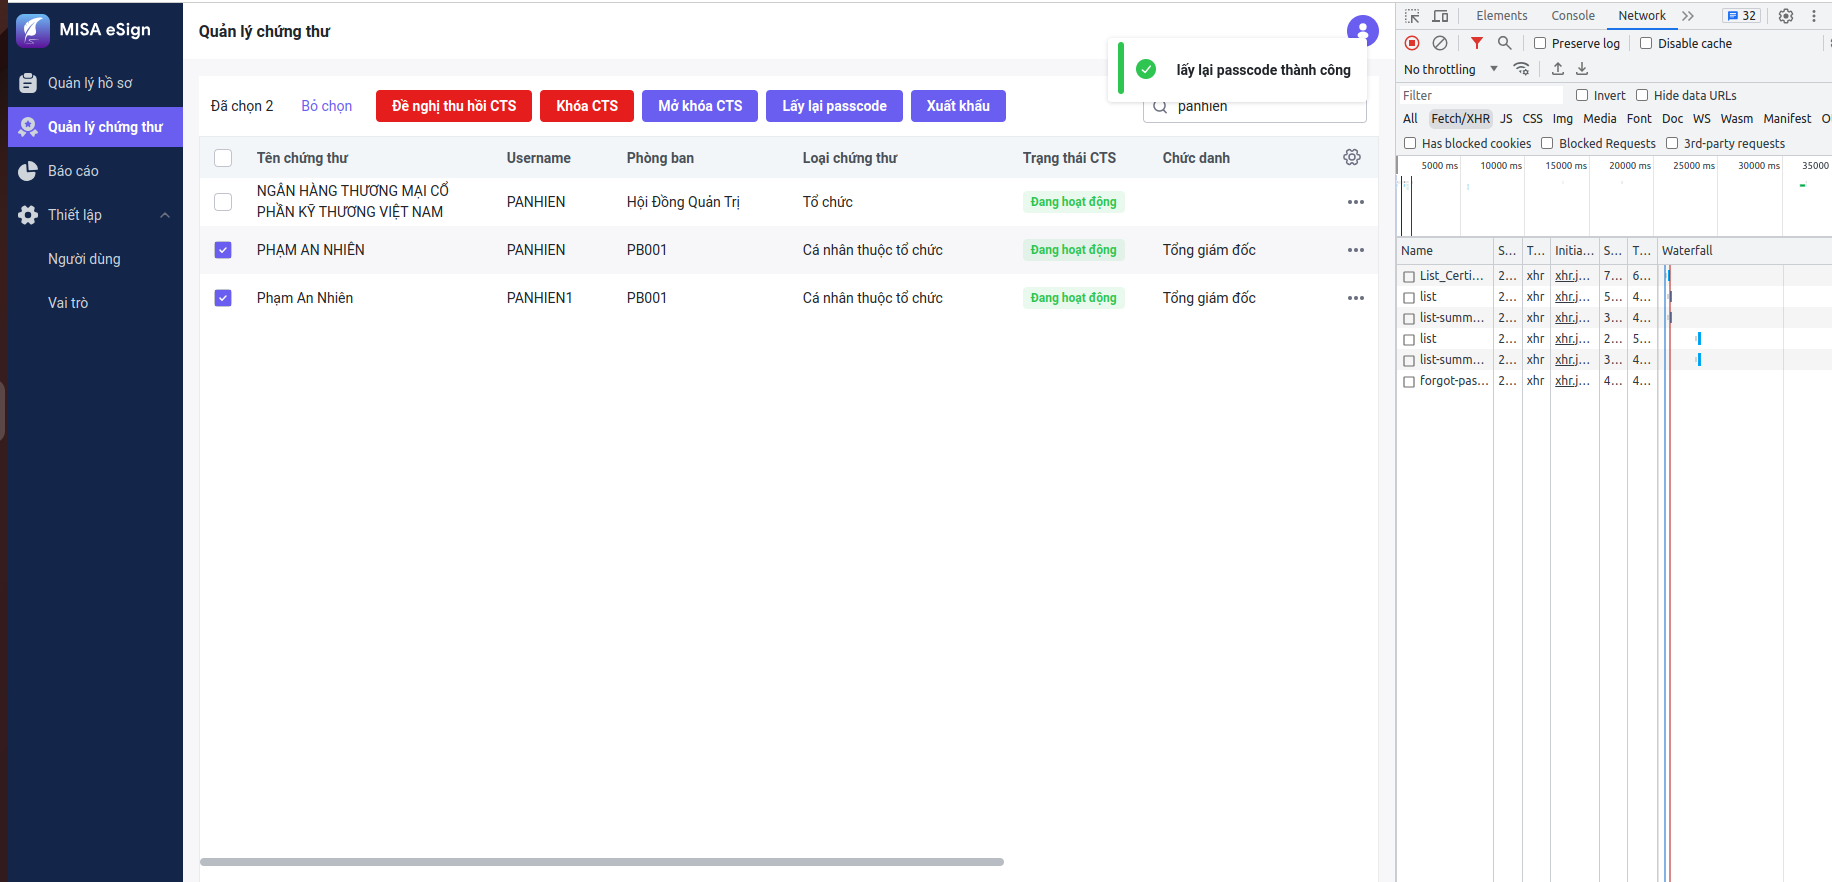 MISA eSign
Quản lý hồ sơ
Quản lý chứng thư
Báo cáo
Thiết lập
Người dùng
Vai trò
Quản lý chứng thư
lấy lại passcode thành công
Đã chọn 2 Bỏ chọn Đề nghị thu hồi CTS Khóa CTS Mở khóa CTS Lấy lại passcode Xuất khẩu panhien
Tên chứng thư Username Phòng ban Loại chứng thư Trạng thái CTS Chức danh
NGÂN HÀNG THƯƠNG MẠI CỔ
PHẦN KỸ THƯƠNG VIỆT NAM PANHIEN Hội Đồng Quản Trị Tổ chức Đang hoạt động
PHẠM AN NHIÊN PANHIEN PB001 Cá nhân thuộc tổ chức Đang hoạt động Tổng giám đốc
Phạm An Nhiên PANHIEN1 PB001 Cá nhân thuộc tổ chức Đang hoạt động Tổng giám đốc
Elements Console Network 32
Preserve log Disable cache
No throttling
Filter Invert Hide data URLs
All Fetch/XHR JS CSS Img Media Font Doc WS Wasm Manifest
Has blocked cookies Blocked Requests 3rd-party requests
5000 ms 10000 ms 15000 ms 20000 ms 25000 ms 30000 ms 35000
Name S... T... Initia... S... T... Waterfall
List_Certi... 2... xhr xhr.j... 7... 6...
list 2... xhr xhr.j... 5... 4...
list-summ... 2... xhr xhr.j... 3... 4...
list 2... xhr xhr.j... 2... 5...
list-summ... 2... xhr xhr.j... 3... 4...
forgot-pas... 2... xhr xhr.j... 4... 4...